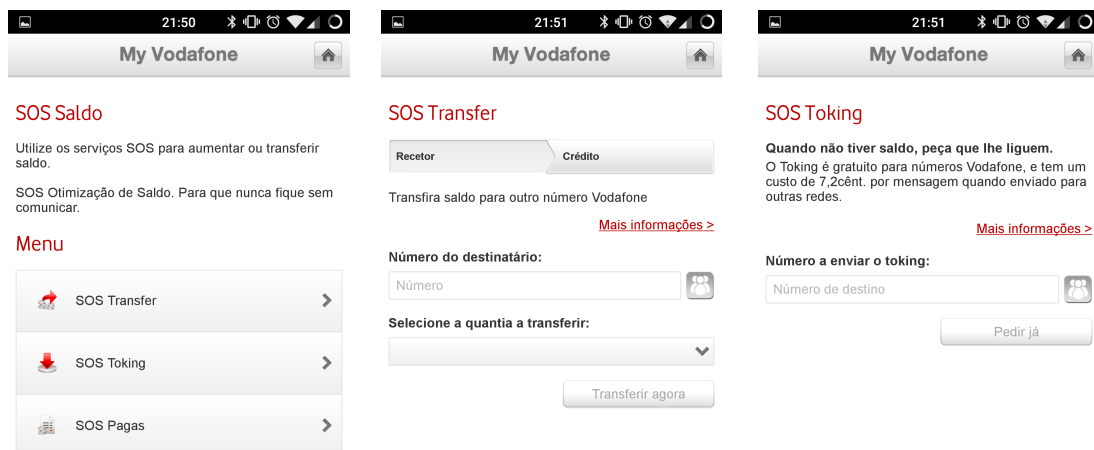 21:50
My Vodafone
SOS Saldo
Utilize os serviços SOS para aumentar ou transferir
saldo.
SOS Otimização de Saldo. Para que nunca fique sem
comunicar.
Menu
SOS Transfer
SOS Toking
SOS Pagas
21:51
My Vodafone
SOS Transfer
Recetor
Crédito
Transfira saldo para outro número Vodafone
Mais informações >
Número do destinatário:
Número
Selecione a quantia a transferir:
Transferir agora
21:51
My Vodafone
SOS Toking
Quando não tiver saldo, peça que lhe liguem.
O Toking é gratuito para números Vodafone, e tem um
custo de 7,2cênt. por mensagem quando enviado para
outras redes.
Mais informações >
Número a enviar o toking:
Número de destino
Pedir já